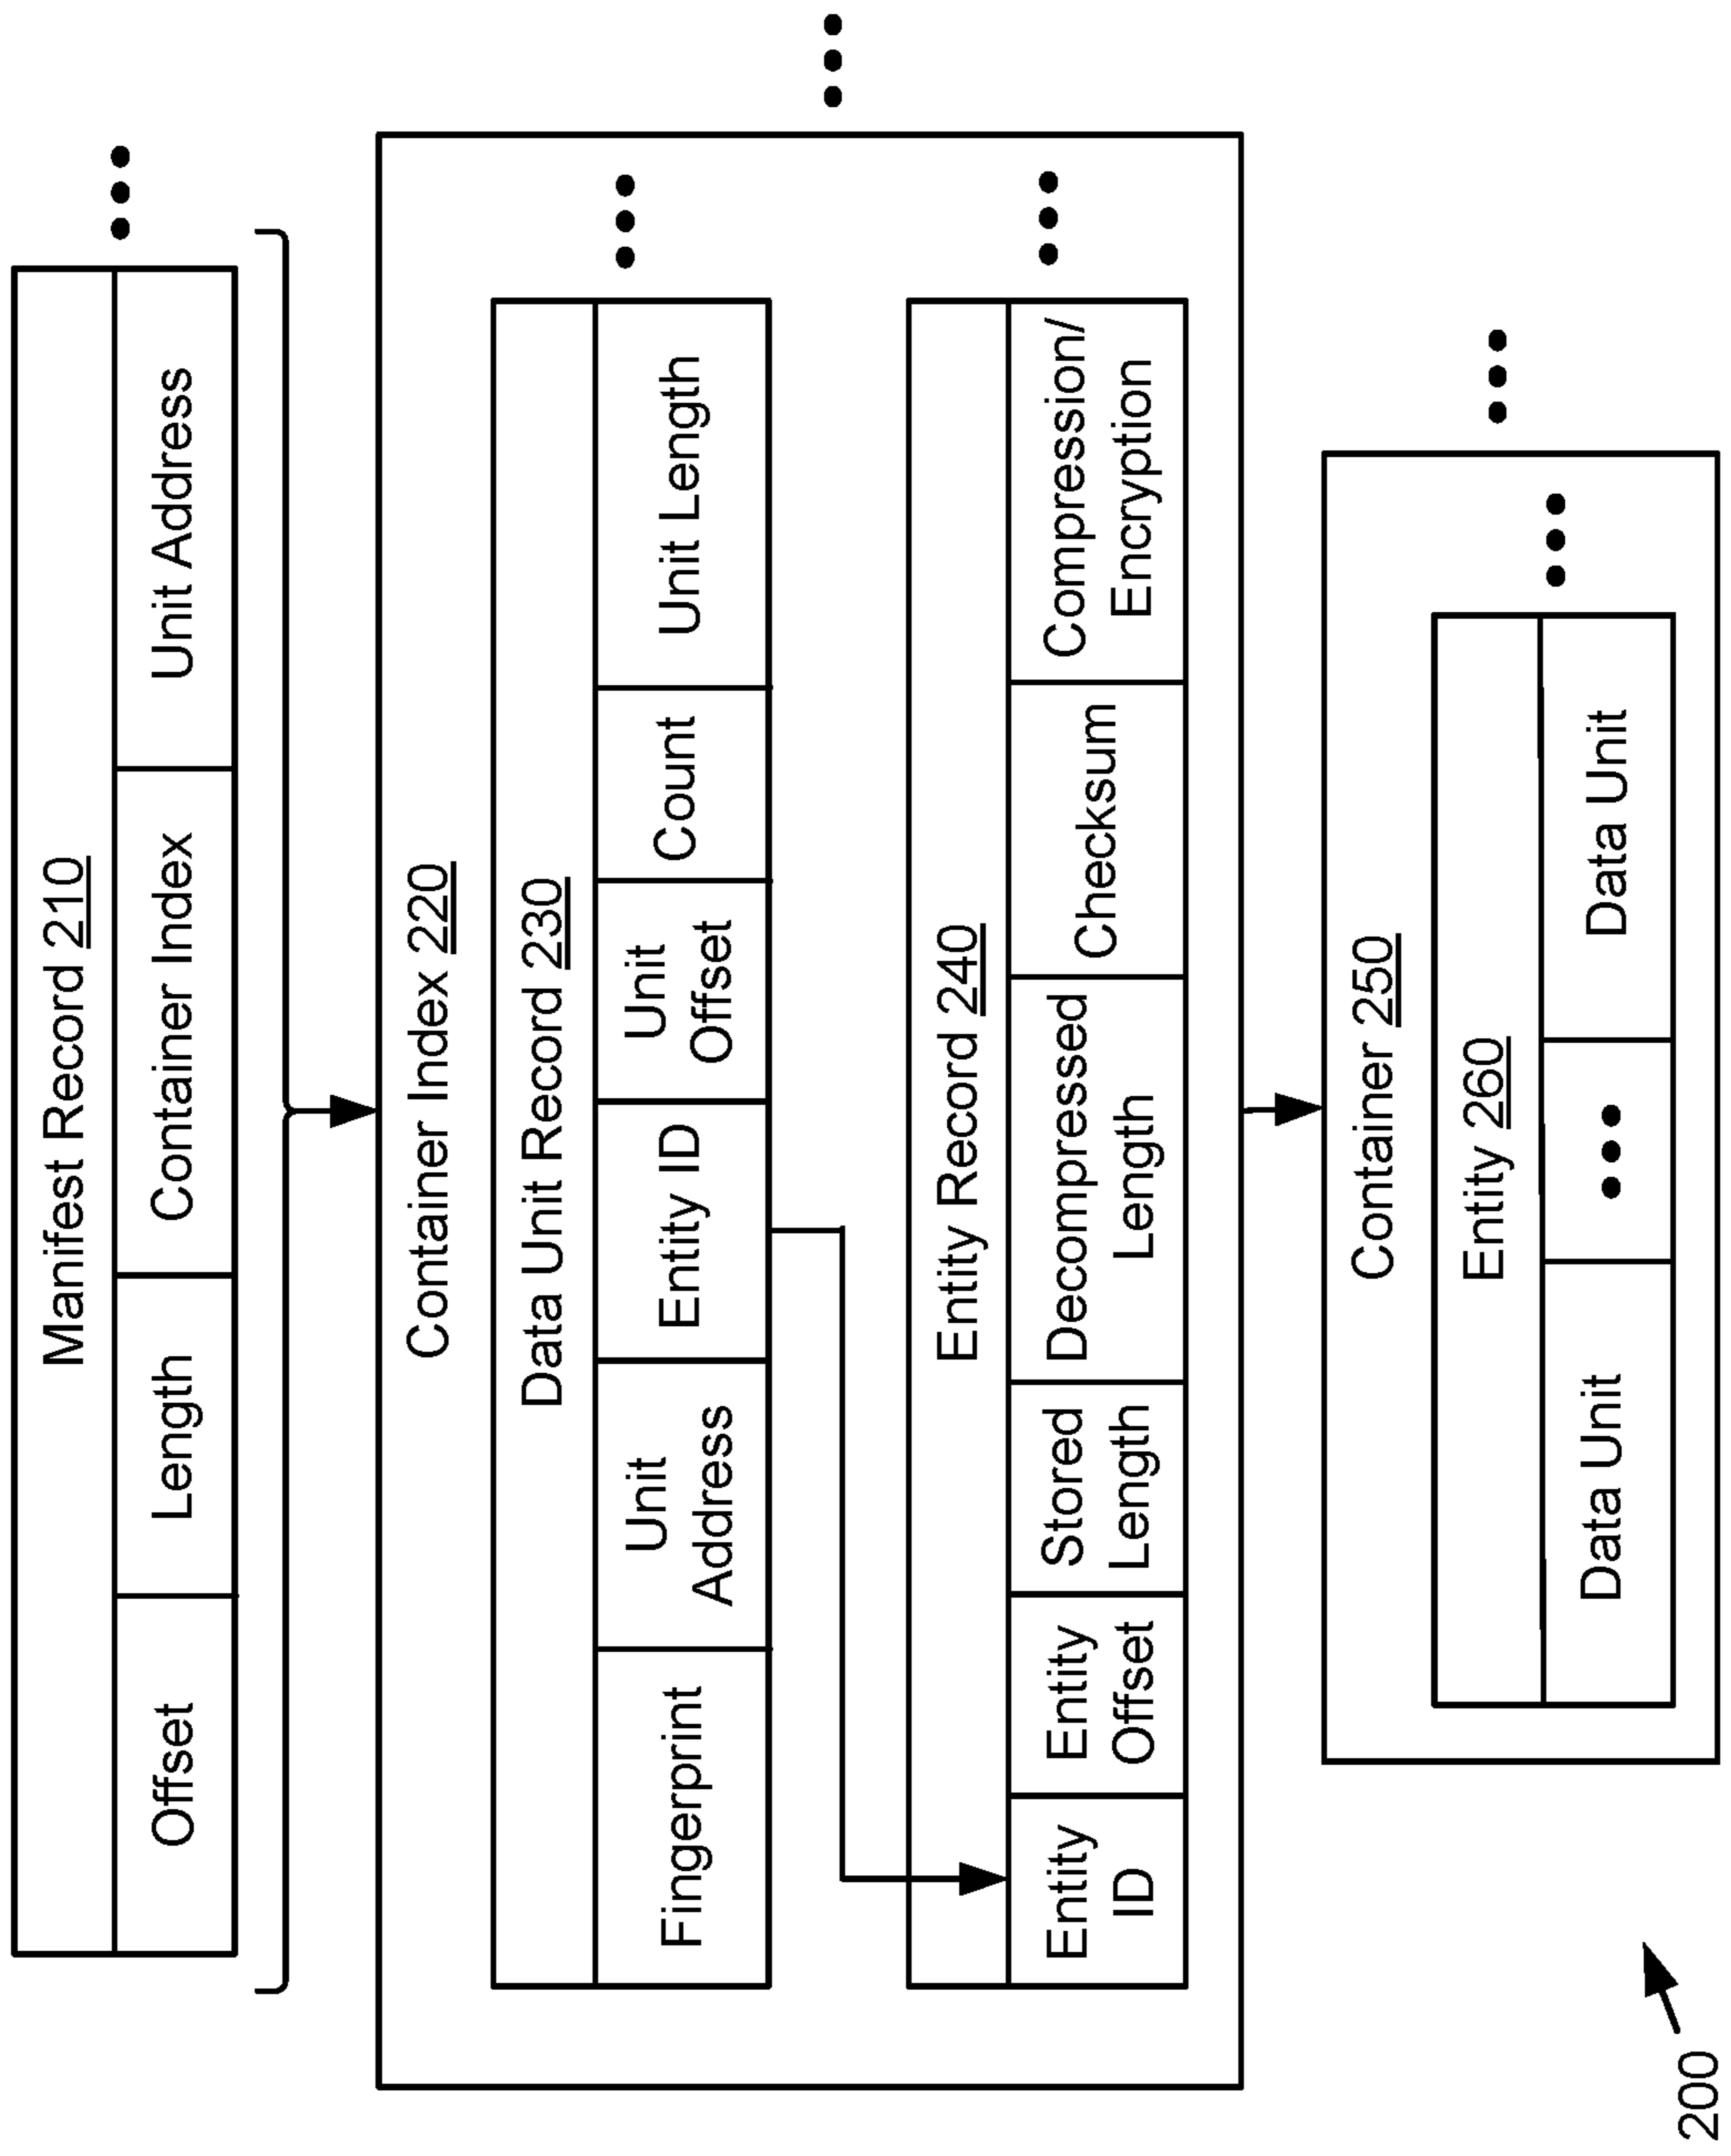 Manifest Record 210
Offset
Length
Container Index
Unit Address
Container Index 220
Data Unit Record 230
Fingerprint
Unit
Address
Entity ID
Unit
Offset
Count
Unit Length
Entity Record 240
Entity
ID
Entity
Offset
Stored
Length
Decompressed
Length
Checksum
Compression/
Encryption
Container 250
Entity 260
Data Unit
Data Unit
200